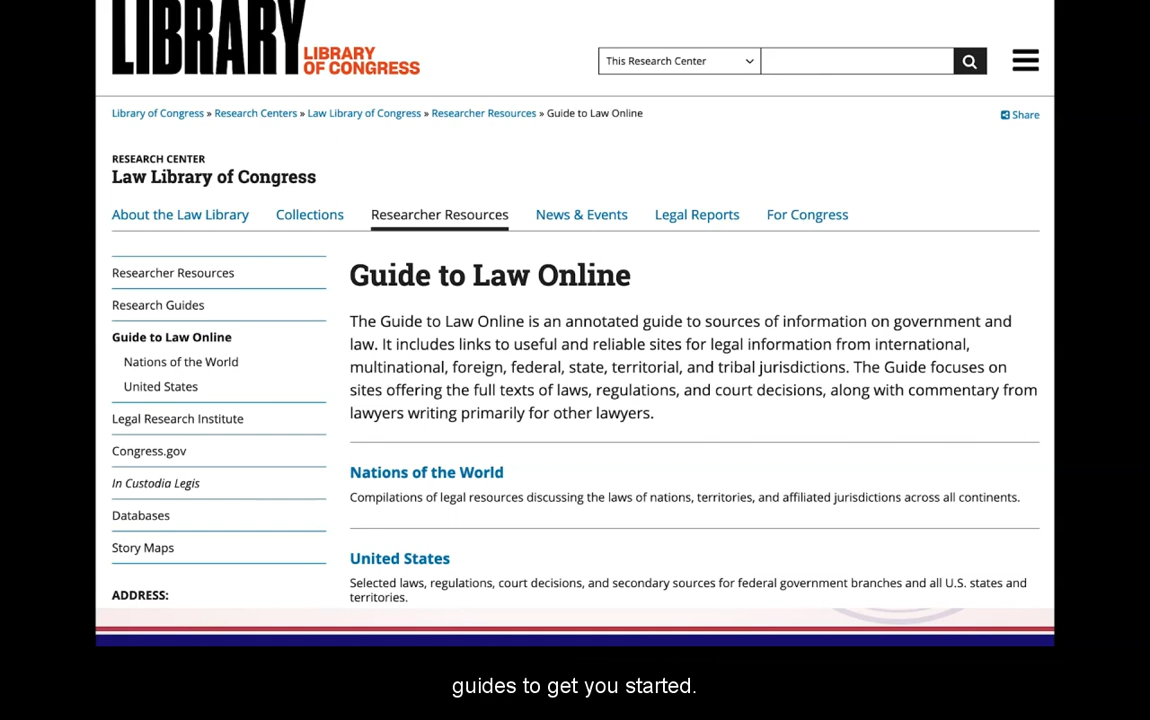 LIBRARY
LIBRARY
OF CONGRESS
This Research Center
Library of Congress » Research Centers » Law Library of Congress » Researcher Resources » Guide to Law Online
Share
RESEARCH CENTER
Law Library of Congress
About the Law Library
Collections
Researcher Resources
News & Events
Legal Reports
For Congress
Researcher Resources
Research Guides
Guide to Law Online
Nations of the World
United States
Legal Research Institute
Congress.gov
In Custodia Legis
Databases
Story Maps
ADDRESS:
Guide to Law Online
The Guide to Law Online is an annotated guide to sources of information on government and
law. It includes links to useful and reliable sites for legal information from international,
multinational, foreign, federal, state, territorial, and tribal jurisdictions. The Guide focuses on
sites offering the full texts of laws, regulations, and court decisions, along with commentary from
lawyers writing primarily for other lawyers.
Nations of the World
Compilations of legal resources discussing the laws of nations, territories, and affiliated jurisdictions across all continents.
United States
Selected laws, regulations, court decisions, and secondary sources for federal government branches and all U.S. states and
territories.
guides to get you started.